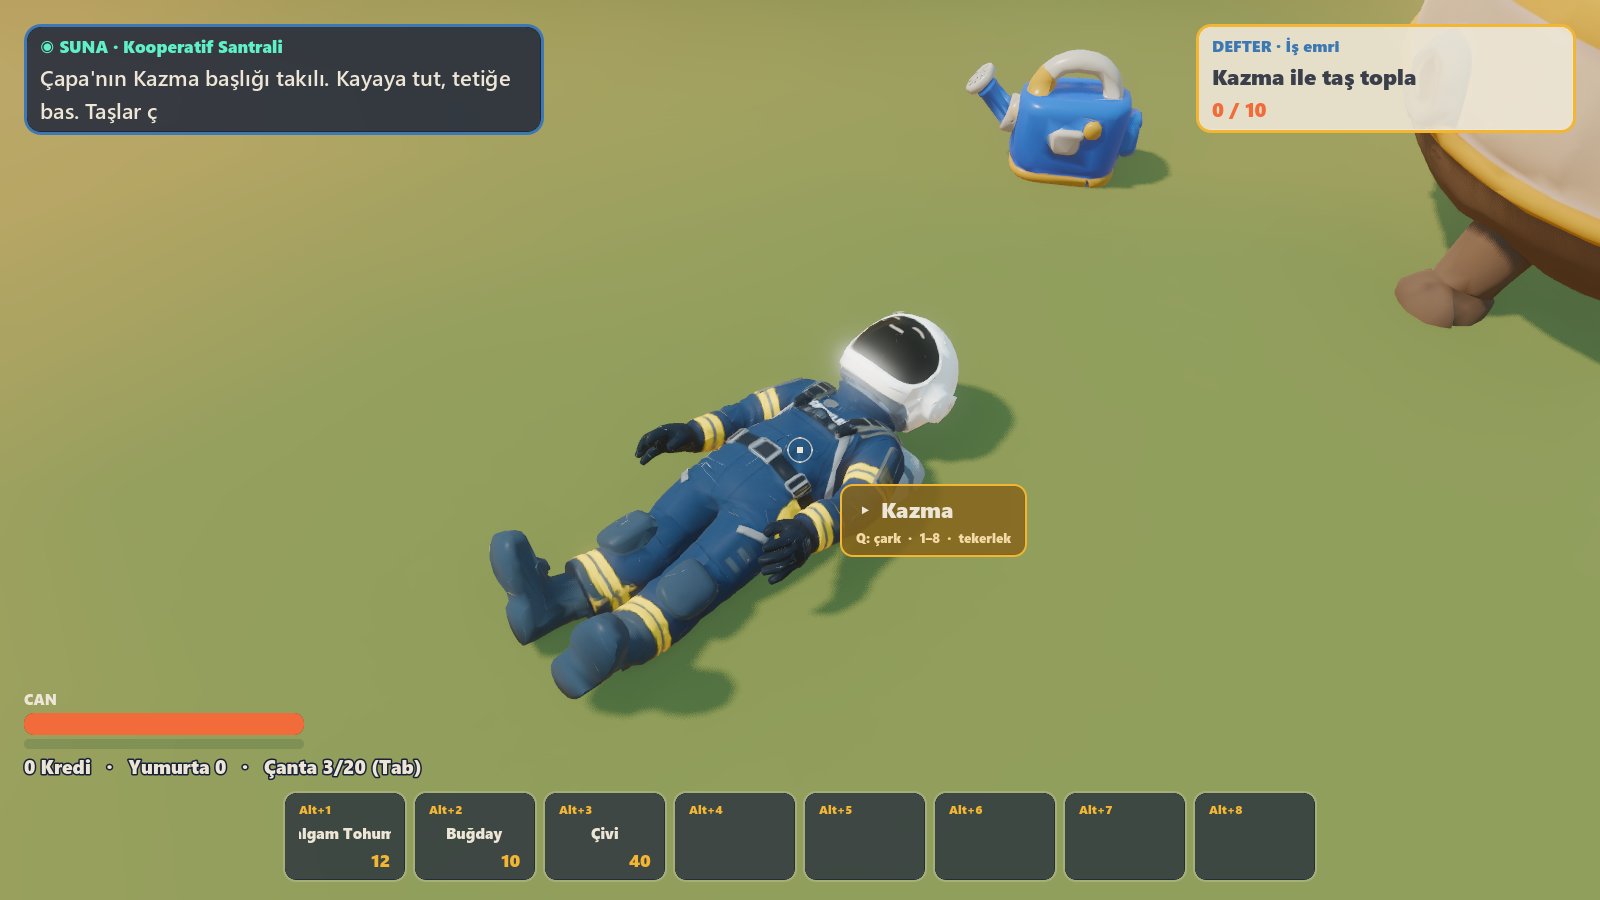 ◉ SUNA · Kooperatif Santrali
Çapa'nın Kazma başlığı takılı. Kayaya tut, tetiğe
bas. Taşlar ç
DEFTER · İş emri
Kazma ile taş topla
0 / 10
▸ Kazma
Q: çark · 1–8 · tekerlek
CAN
0 Kredi · Yumurta 0 · Çanta 3/20 (Tab)
Alt+1 Alt+2 Alt+3 Alt+4 Alt+5 Alt+6 Alt+7 Alt+8
lgam Tohum Buğday Çivi
12 10 40